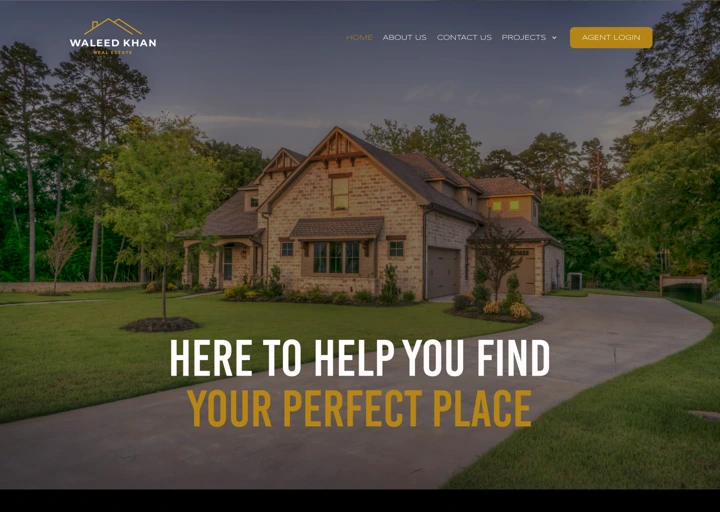 WALEED KHAN
REAL ESTATE
HOME
ABOUT US
CONTACT US
PROJECTS
AGENT LOGIN
HERE TO HELP YOU FIND
YOUR PERFECT PLACE